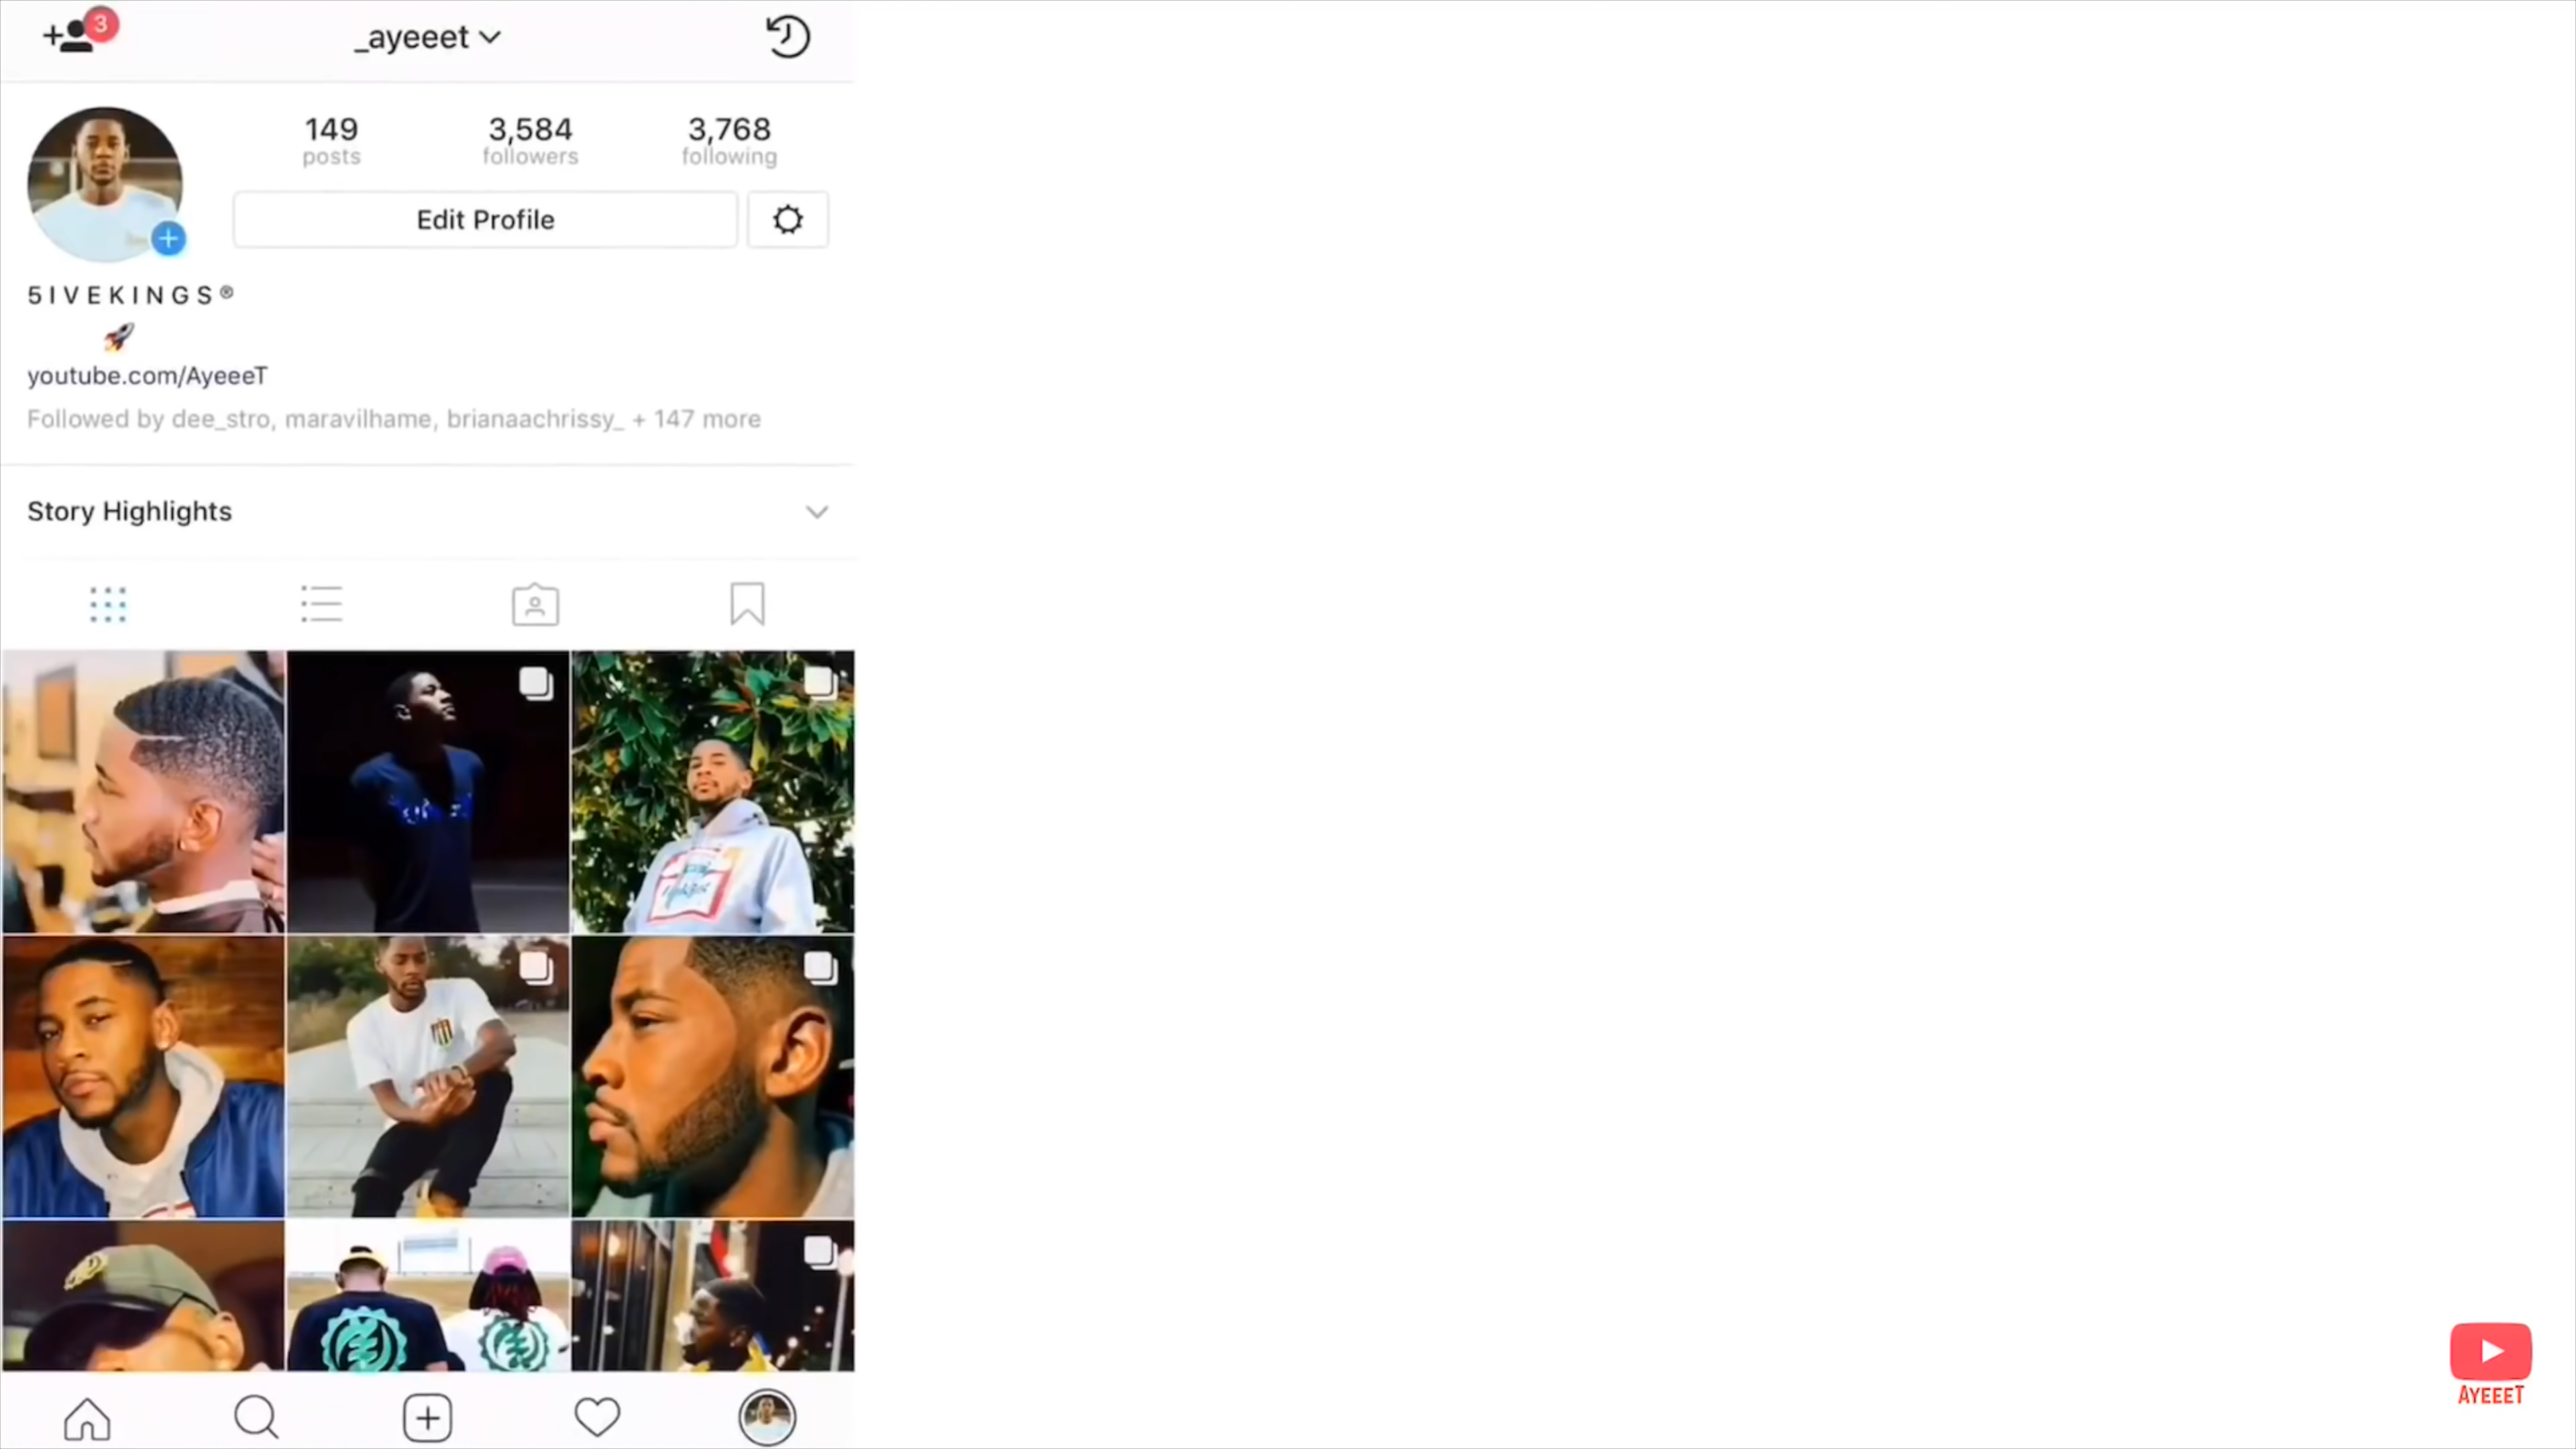 3
_ayeeet
149
posts
3,584
followers
3,768
following
Edit Profile
5IVEKINGS®
youtube.com/AyeeeT
Followed by dee_stro, maravilhame, brianaachrissy_ + 147 more
Story Highlights
AYEEET